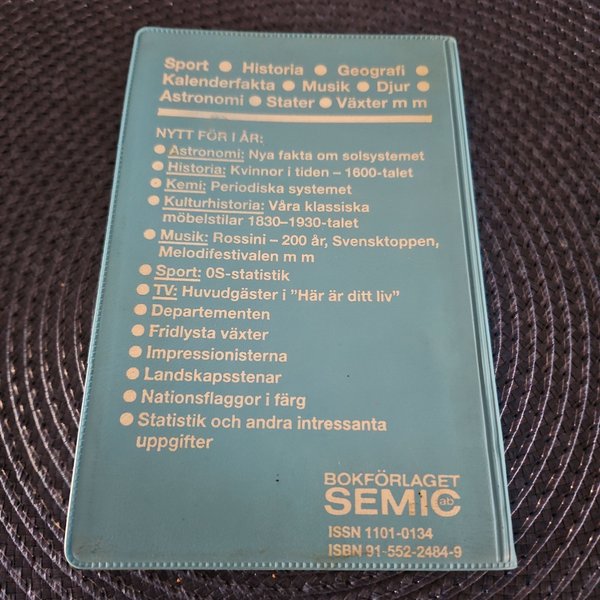 Sport ● Historia ● Geografi ●
Kalenderfakta ● Musik ● Djur ●
Astronomi ● Stater ● Växter m m
NYTT FÖR I ÅR:
● Astronomi: Nya fakta om solsystemet
● Historia: Kvinnor i tiden – 1600-talet
● Kemi: Periodiska systemet
● Kulturhistoria: Våra klassiska
möbelstilar 1830–1930-talet
● Musik: Rossini – 200 år, Svensktoppen,
Melodifestivalen m m
● Sport: 0S-statistik
● TV: Huvudgäster i ”Här är ditt liv”
● Departementen
● Fridlysta växter
● Impressionisterna
● Landskapsstenar
● Nationsflaggor i färg
● Statistik och andra intressanta
uppgifter
BOKFÖRLAGET
SEMIC ab
ISSN 1101-0134
ISBN 91-552-2484-9